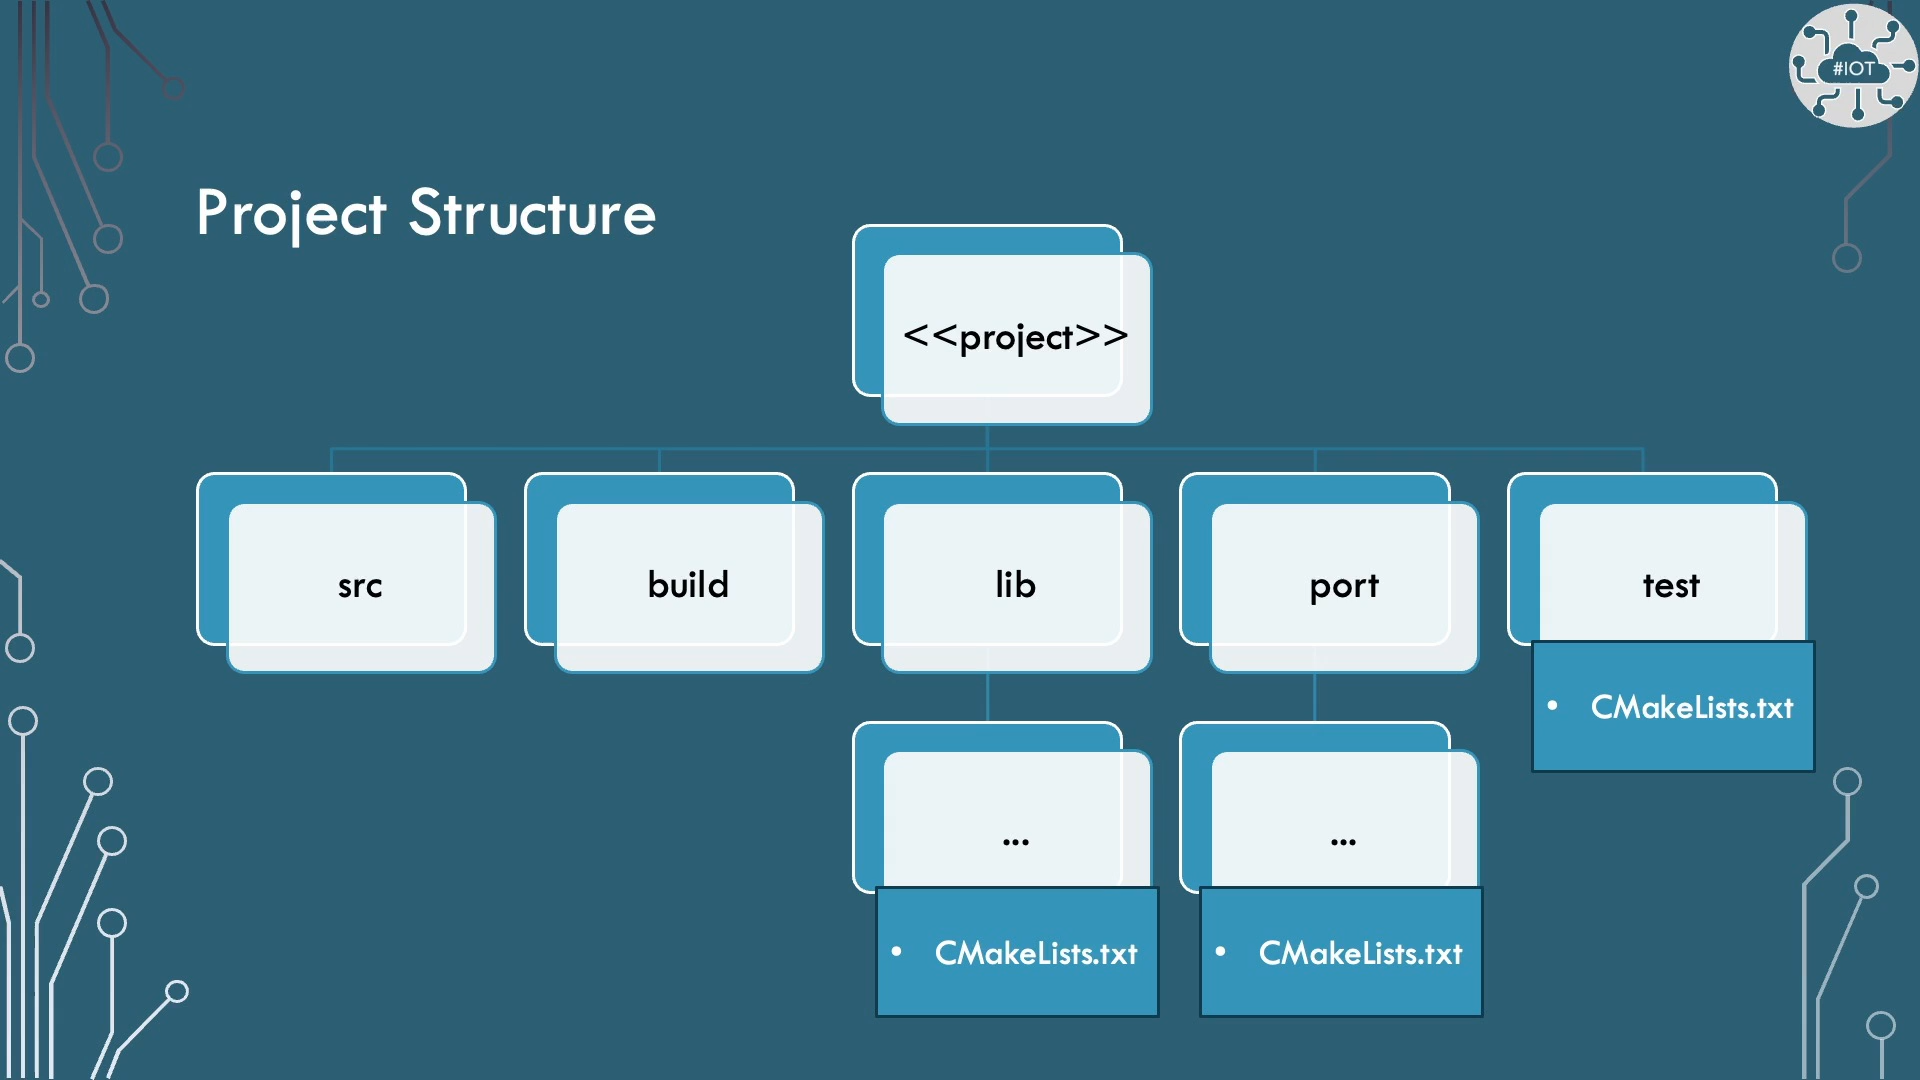 #IOT
Project Structure
<<project>>
src
build
lib
port
test
• CMakeLists.txt
...
...
• CMakeLists.txt
• CMakeLists.txt